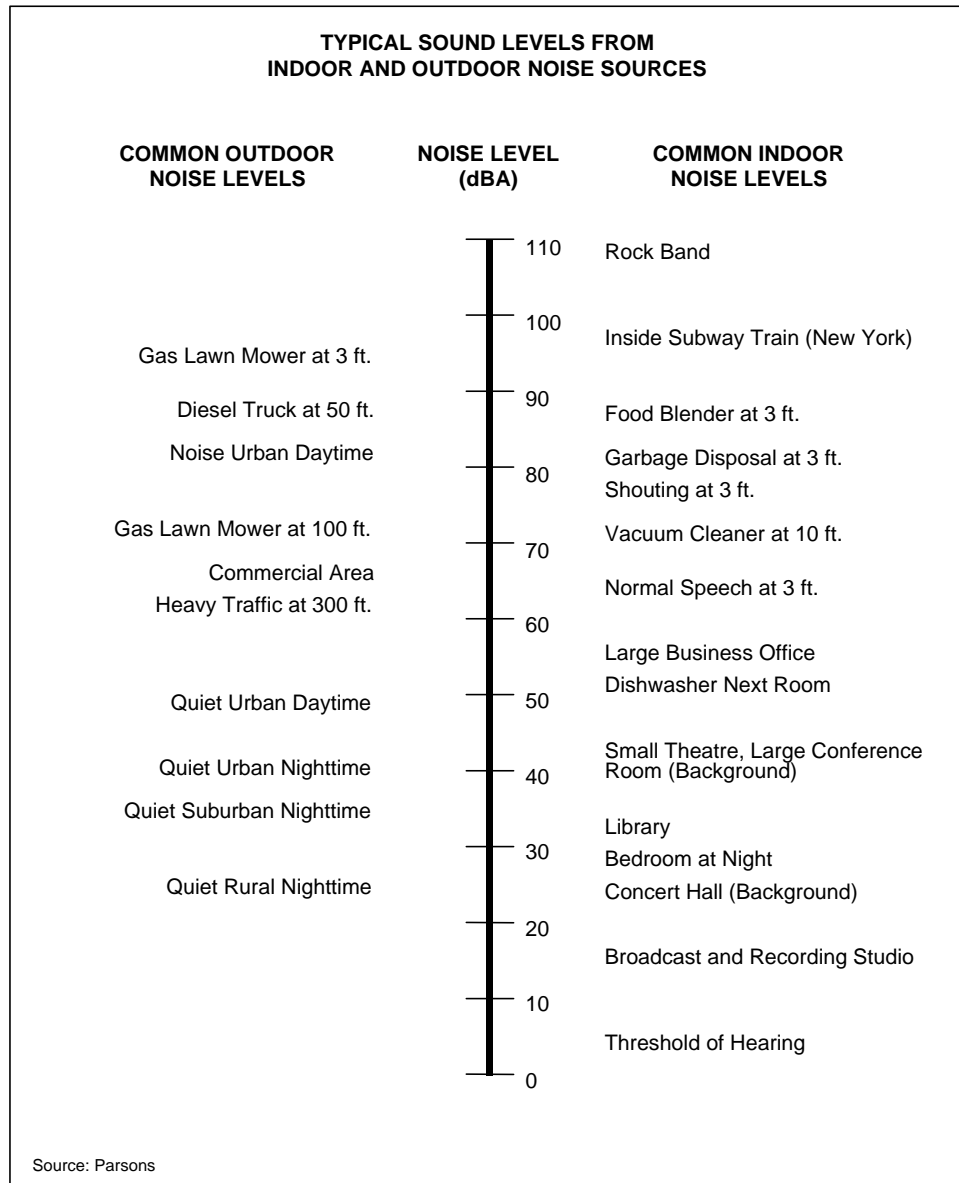 TYPICAL SOUND LEVELS FROM
INDOOR AND OUTDOOR NOISE SOURCES
COMMON OUTDOOR
NOISE LEVELS
NOISE LEVEL
(dBA)
COMMON INDOOR
NOISE LEVELS
Gas Lawn Mower at 3 ft.
Diesel Truck at 50 ft.
Noise Urban Daytime
Gas Lawn Mower at 100 ft.
Commercial Area
Heavy Traffic at 300 ft.
Quiet Urban Daytime
Quiet Urban Nighttime
Quiet Suburban Nighttime
Quiet Rural Nighttime
110
100
90
80
70
60
50
40
30
20
10
0
Rock Band
Inside Subway Train (New York)
Food Blender at 3 ft.
Garbage Disposal at 3 ft.
Shouting at 3 ft.
Vacuum Cleaner at 10 ft.
Normal Speech at 3 ft.
Large Business Office
Dishwasher Next Room
Small Theatre, Large Conference
Room (Background)
Library
Bedroom at Night
Concert Hall (Background)
Broadcast and Recording Studio
Threshold of Hearing
Source: Parsons